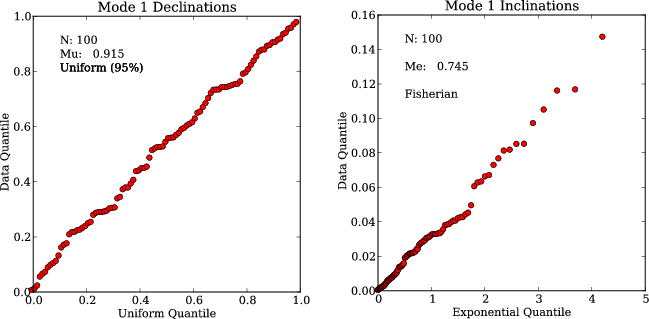 Mode 1 Declinations
N: 100
Mu: 0.915
Uniform (95%)
Data Quantile
1.0
0.8
0.6
0.4
0.2
0.0
0.0 0.2 0.4 0.6 0.8 1.0
Uniform Quantile
Mode 1 Inclinations
N: 100
Me: 0.745
Fisherian
Data Quantile
0.16
0.14
0.12
0.10
0.08
0.06
0.04
0.02
0.00
0 1 2 3 4 5
Exponential Quantile